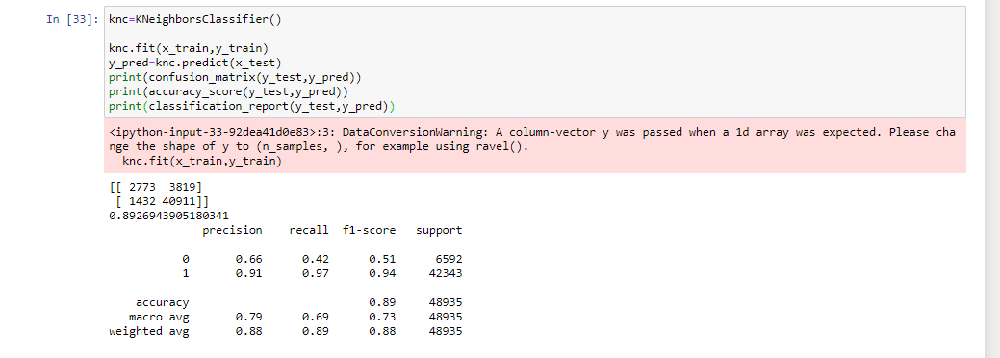 In [33]: knc=KNeighborsClassifier()
knc.fit(x_train,y_train)
y_pred=knc.predict(x_test)
print(confusion_matrix(y_test,y_pred))
print(accuracy_score(y_test,y_pred))
print(classification_report(y_test,y_pred))
<ipython-input-33-92dea41d0e83>:3: DataConversionWarning: A column-vector y was passed when a 1d array was expected. Please cha
nge the shape of y to (n_samples, ), for example using ravel().
  knc.fit(x_train,y_train)
[[ 2773  3819]
 [ 1432 40911]]
0.8926943905180341
              precision    recall  f1-score   support
           0       0.66      0.42      0.51      6592
           1       0.91      0.97      0.94     42343
    accuracy                           0.89     48935
   macro avg       0.79      0.69      0.73     48935
weighted avg       0.88      0.89      0.88     48935